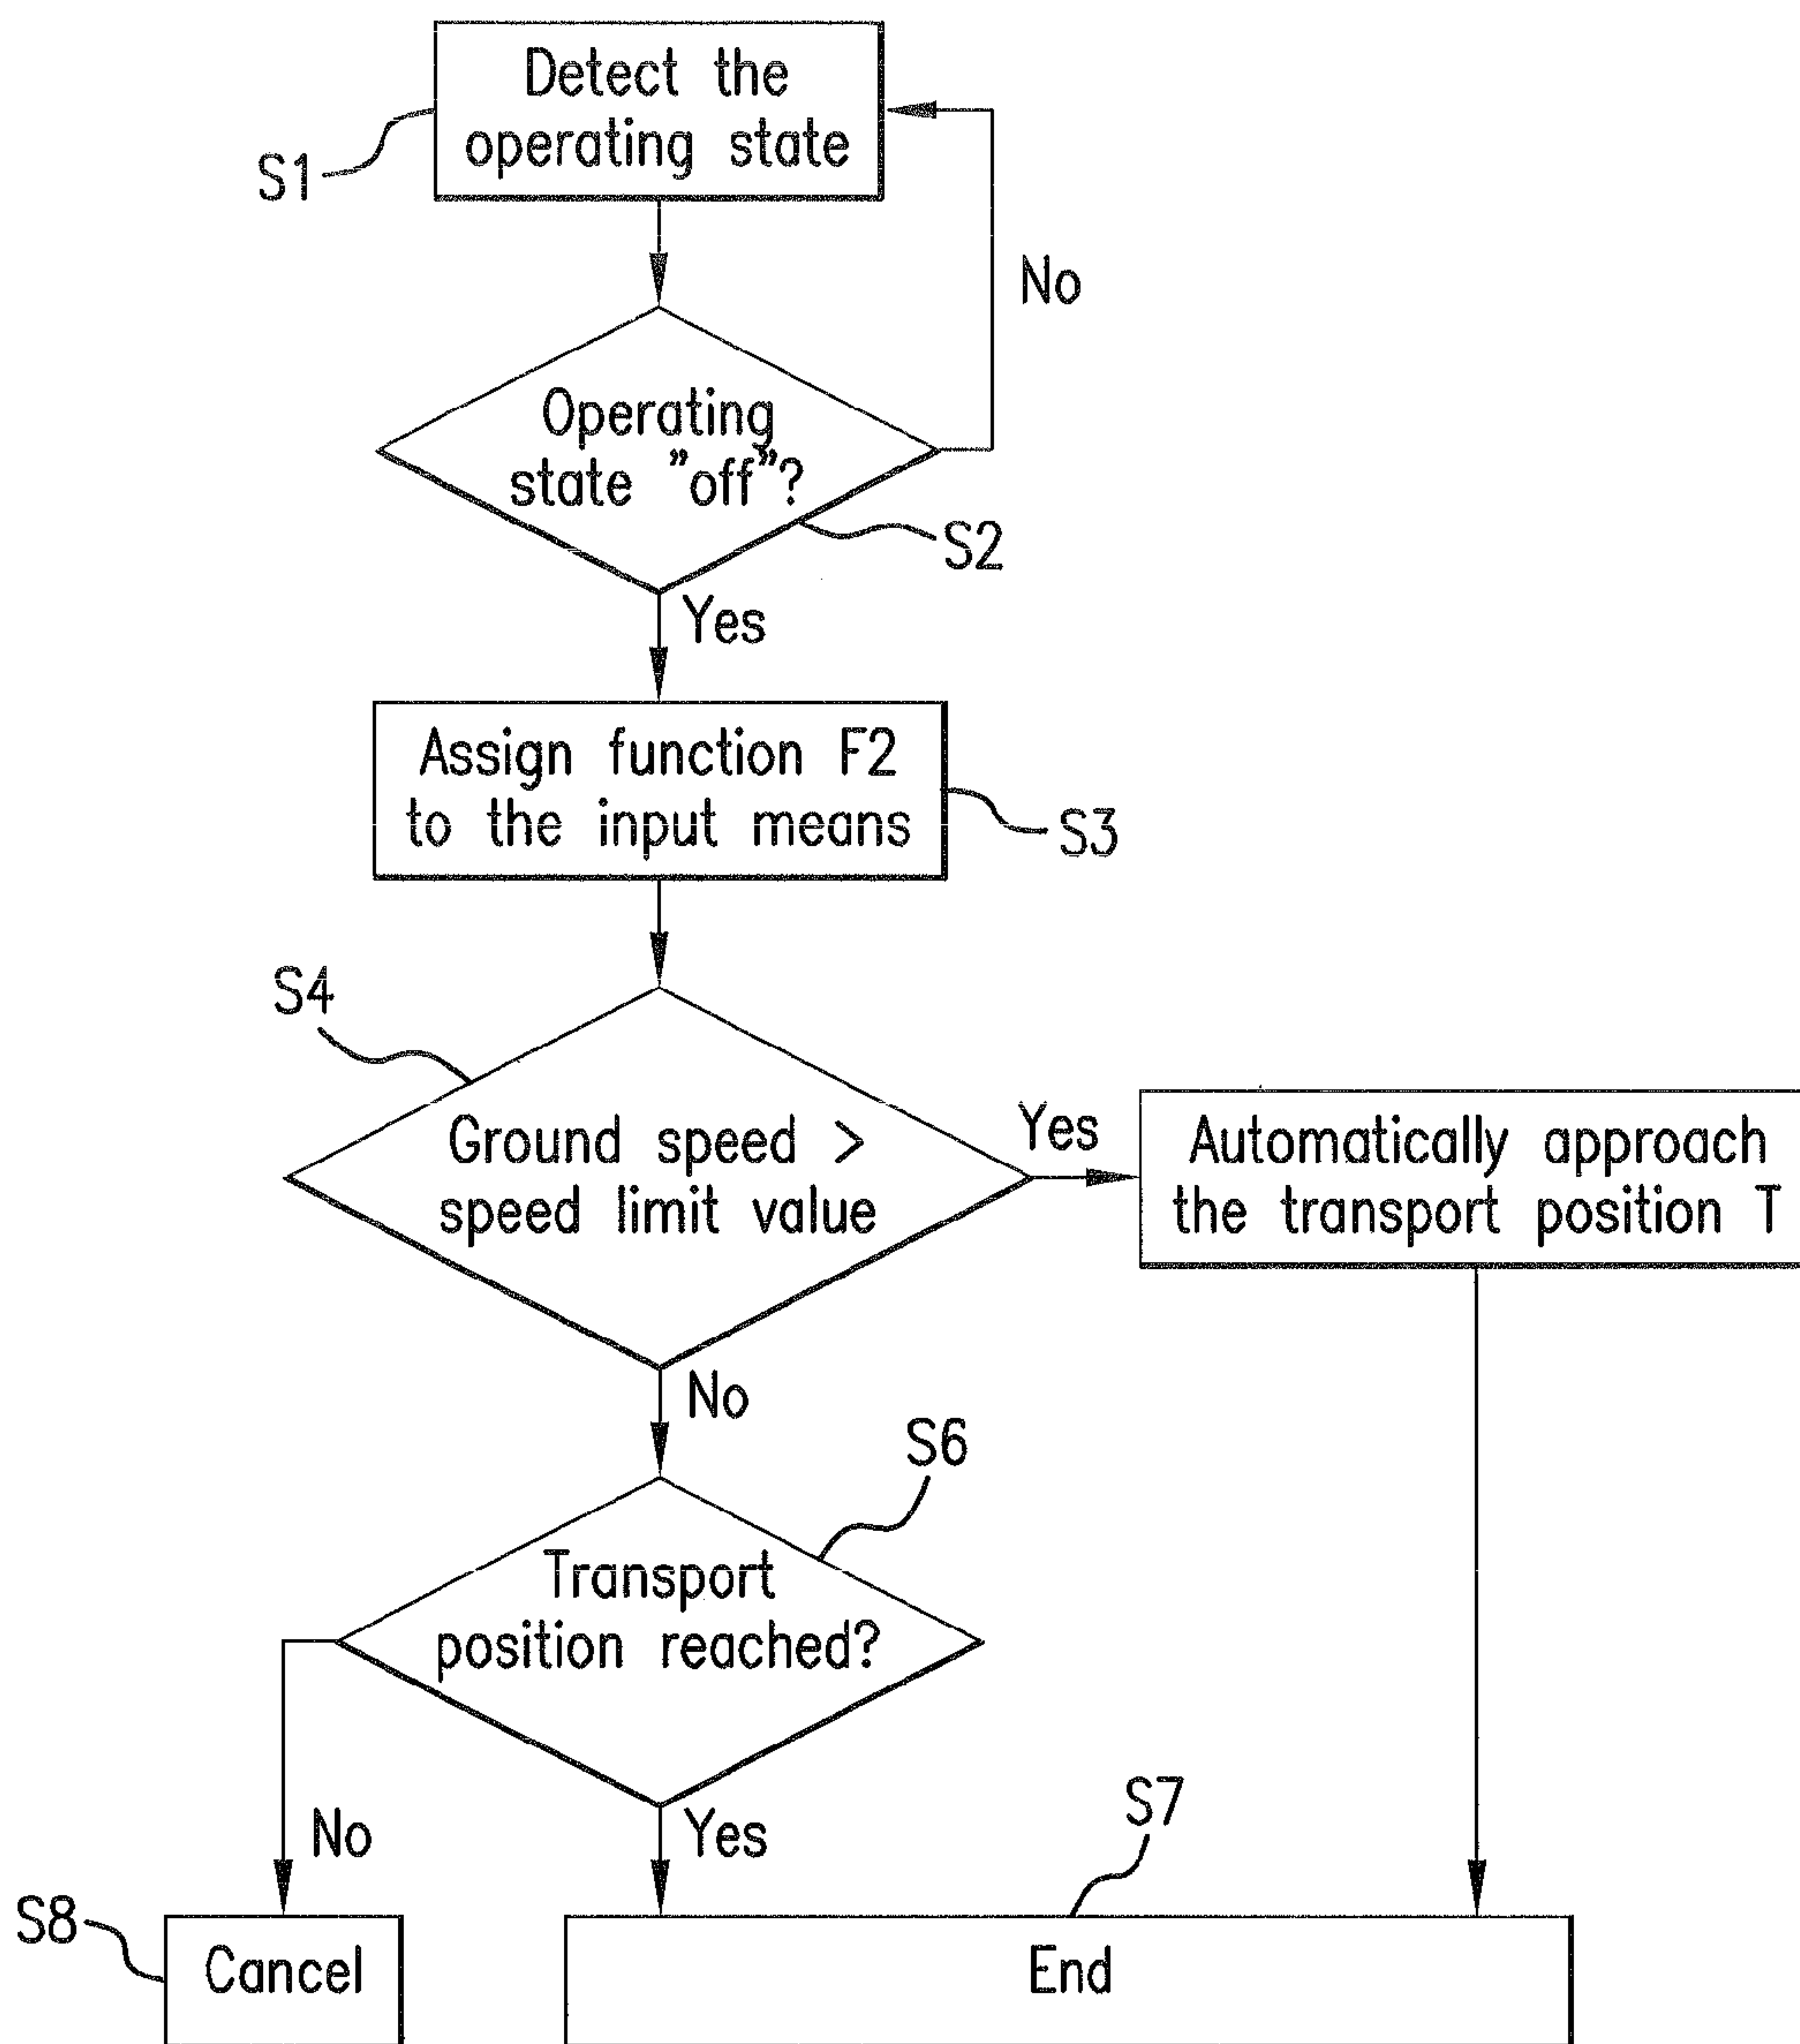 Detect the
operating state
S1
No
Operating
state "off"?
S2
Yes
Assign function F2
to the input means
S3
S4
Ground speed >
speed limit value
Yes
Automatically approach
the transport position T
No
S6
Transport
position reached?
No
Yes
S7
S8
Cancel
End